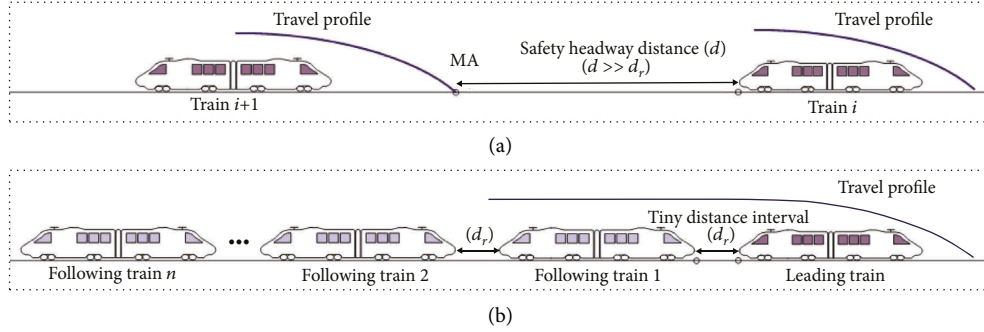 Travel profile
MA
Safety headway distance (d)
(d >> dᵣ)
Travel profile
Train i+1
Train i
(a)
Travel profile
Tiny distance interval
(dᵣ)
(dᵣ)
Following train n
Following train 2
Following train 1
Leading train
(b)